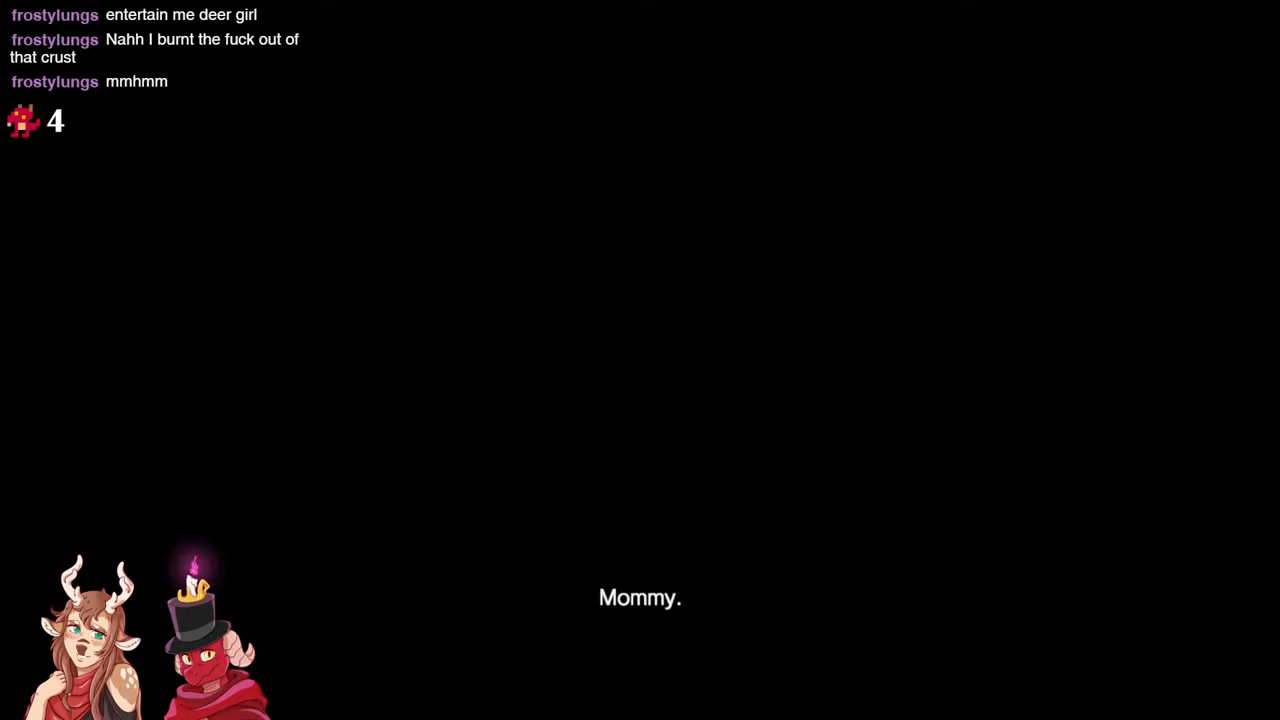 frostylungs entertain me deer girl
frostylungs Nahh I burnt the fuck out of
that crust
frostylungs mmhmm
4
Mommy.